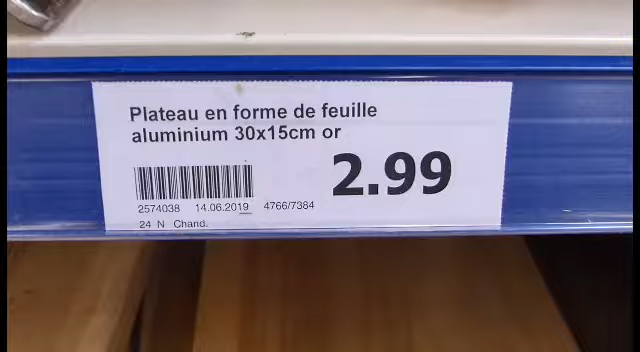 Plateau en forme de feuille
aluminium 30x15cm or
2.99
2574038 14.06.2019 4766/7384
24 N Chand.